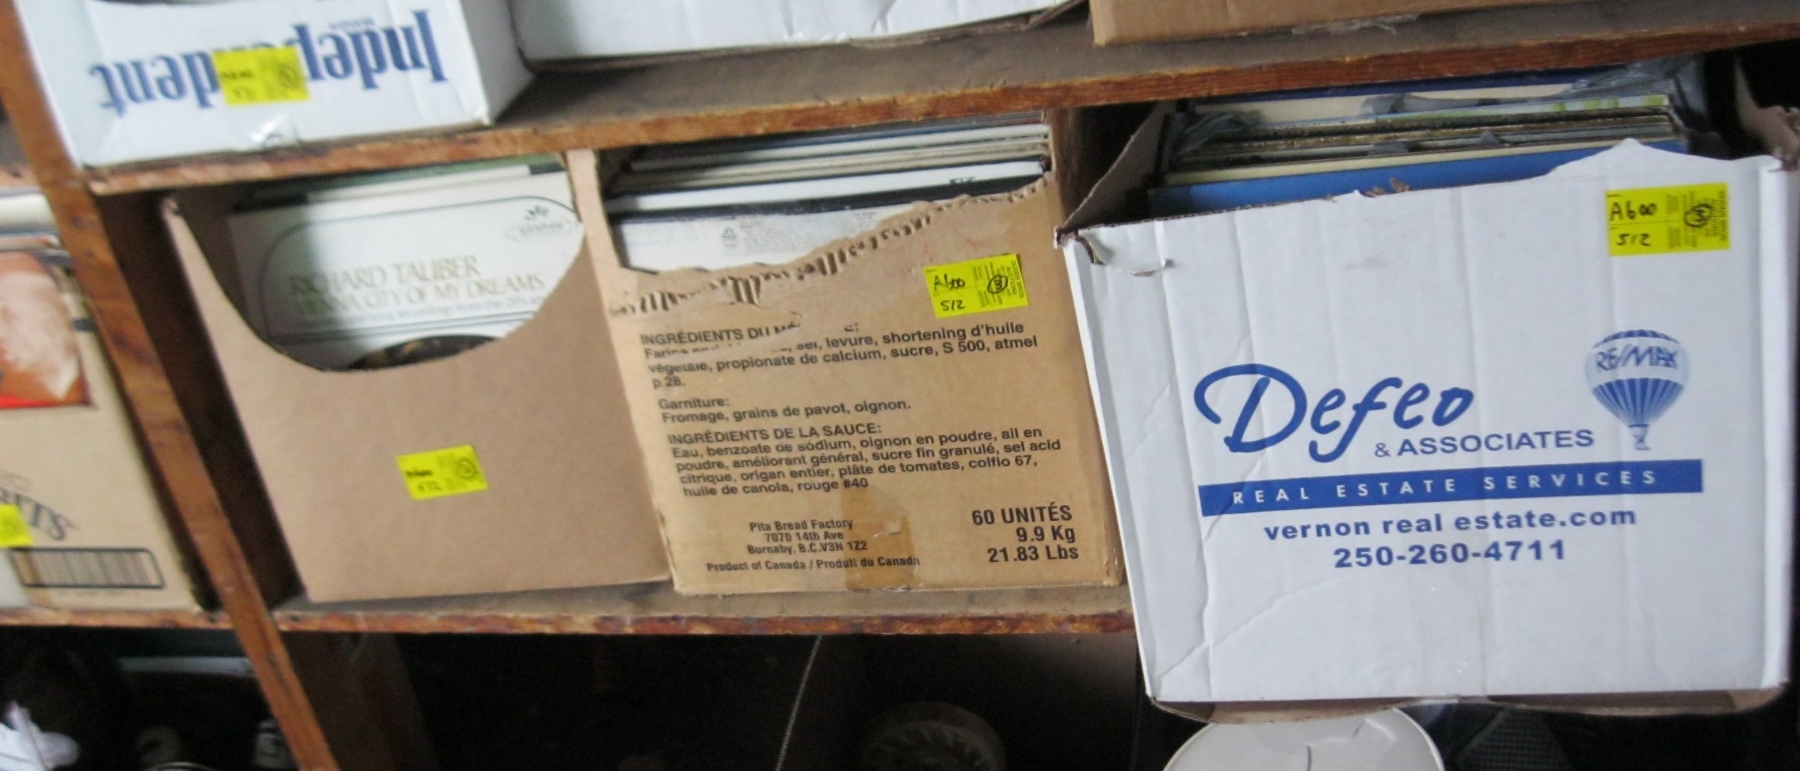 Independent
RICHARD TAUBER
VIENNA CITY OF MY DREAMS
A600
512
INGRÉDIENTS DU
levure, shortening d'huile
végétale, propionate de calcium, sucre, S 500, atmel
p 28.
Garniture:
Fromage, grains de pavot, oignon.
INGRÉDIENTS DE LA SAUCE:
Eau, benzoate de sodium, oignon en poudre, ail en
poudre, améliorant général, sucre fin granulé, sel acid
citrique, origan entier, pâte de tomates, colflo 67,
huile de canola, rouge #40
Pita Bread Factory
7070 14th Ave
Burnaby, B.C.V3N 1Z2
Product of Canada / Produit du Canada
60 UNITÉS
9.9 Kg
21.83 Lbs
A600
512
RE/MAX
Defeo
& ASSOCIATES
REAL ESTATE SERVICES
vernon real estate.com
250-260-4711